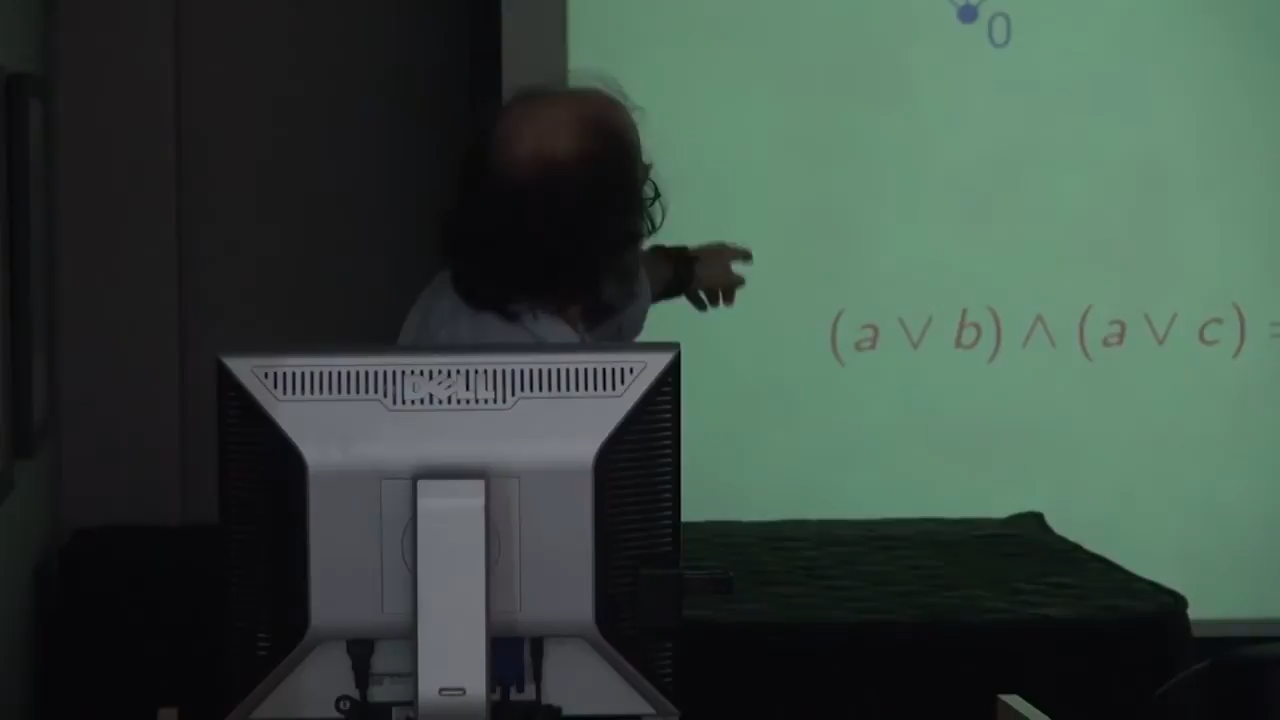 0
(a ∨ b) ∧ (a ∨ c) =
DELL